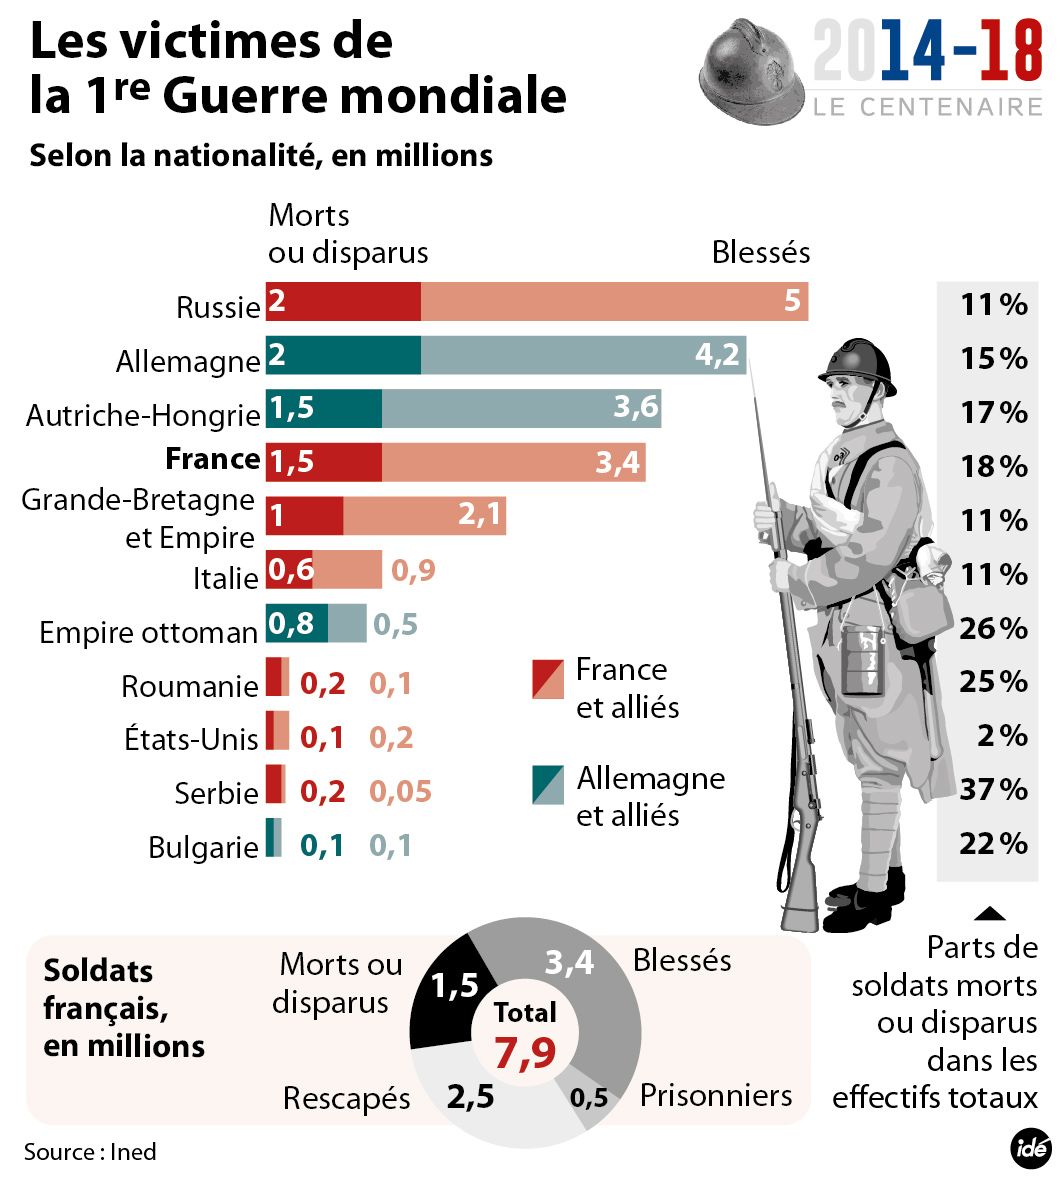 Les victimes de
la 1re Guerre mondiale
Selon la nationalité, en millions
2014-18
LE CENTENAIRE
Morts
ou disparus
Blessés
Russie 2 5 11 %
Allemagne 2 4,2 15 %
Autriche-Hongrie 1,5 3,6 17 %
France 1,5 3,4 18 %
Grande-Bretagne
et Empire 1 2,1 11 %
Italie 0,6 0,9 11 %
Empire ottoman 0,8 0,5 26 %
Roumanie 0,2 0,1 25 %
États-Unis 0,1 0,2 2 %
Serbie 0,2 0,05 37 %
Bulgarie 0,1 0,1 22 %
France
et alliés
Allemagne
et alliés
Parts de
soldats morts
ou disparus
dans les
effectifs totaux
Soldats
français,
en millions
Morts ou
disparus
1,5
3,4
Blessés
Total
7,9
Rescapés
2,5
0,5
Prisonniers
Source : Ined
idé